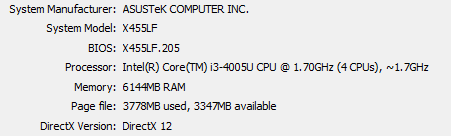 System Manufacturer: ASUSTeK COMPUTER INC.
System Model: X455LF
BIOS: X455LF.205
Processor: Intel(R) Core(TM) i3-4005U CPU @ 1.70GHz (4 CPUs), ~1.7GHz
Memory: 6144MB RAM
Page file: 3778MB used, 3347MB available
DirectX Version: DirectX 12